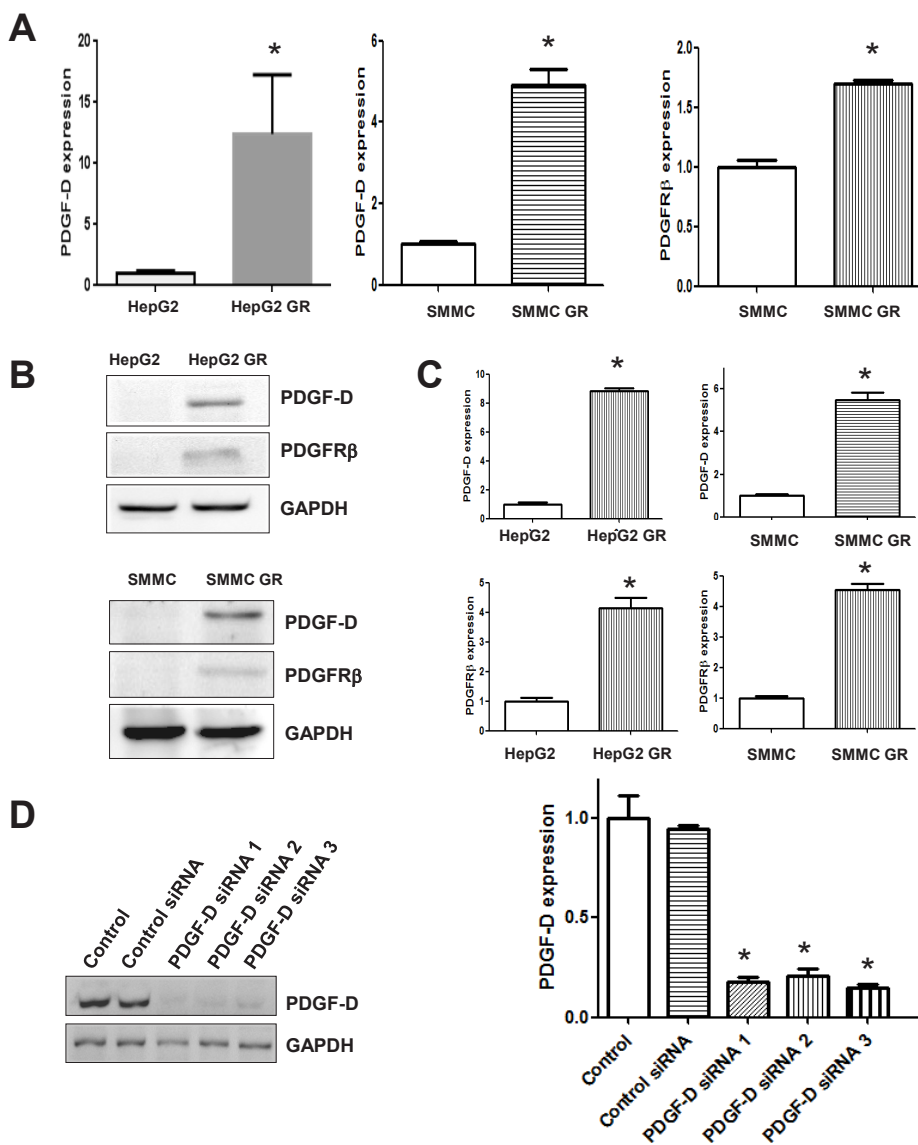 A
PDGF-D expression
20
15
10
5
0
HepG2
HepG2 GR
*
PDGF-D expression
6
4
2
0
SMMC
SMMC GR
*
PDGFRβ expression
2.0
1.5
1.0
0.5
0.0
SMMC
SMMC GR
*
B
HepG2 HepG2 GR
PDGF-D
PDGFRβ
GAPDH
SMMC SMMC GR
PDGF-D
PDGFRβ
GAPDH
C
PDGF-D expression
10
8
6
4
2
0
HepG2
HepG2 GR
*
PDGF-D expression
8
6
4
2
0
SMMC
SMMC GR
*
PDGFRβ expression
5
4
3
2
1
0
HepG2
HepG2 GR
*
PDGFRβ expression
5
4
3
2
1
0
SMMC
SMMC GR
*
D
Control
Control siRNA
PDGF-D siRNA 1
PDGF-D siRNA 2
PDGF-D siRNA 3
PDGF-D
GAPDH
PDGF-D expression
1.0
0.5
0.0
* * *
Control
Control siRNA
PDGF-D siRNA 1
PDGF-D siRNA 2
PDGF-D siRNA 3